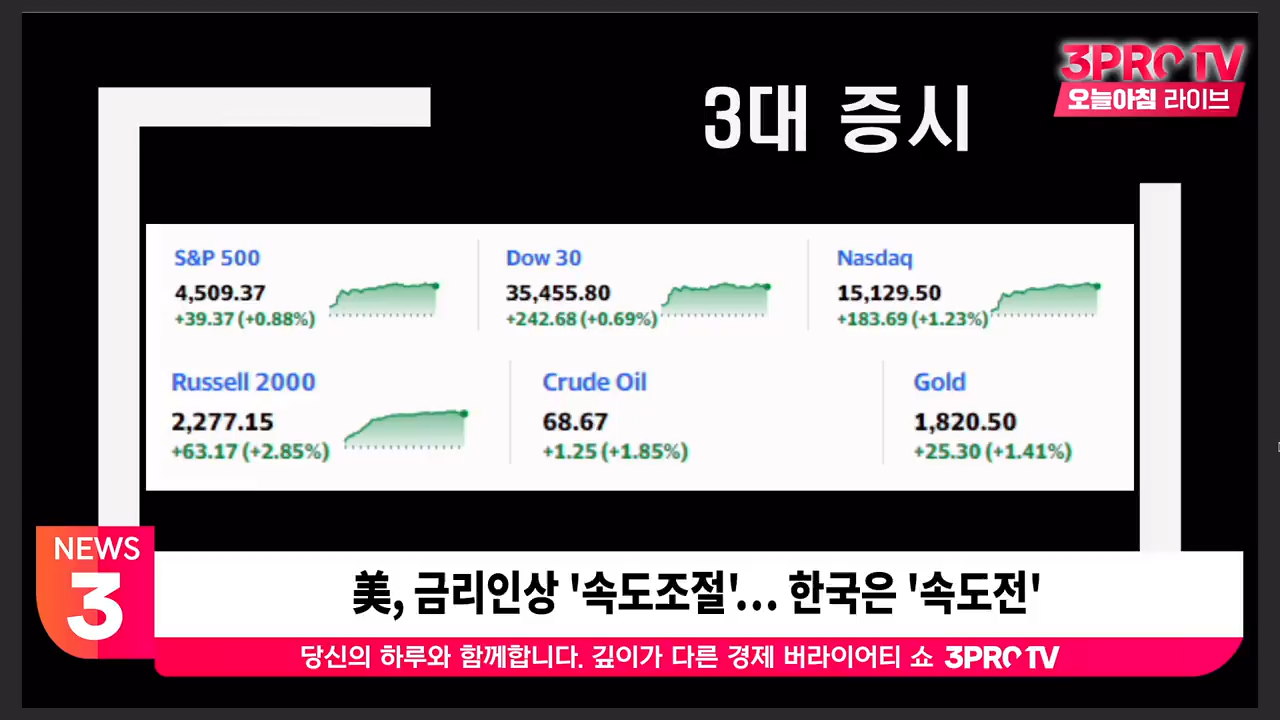 3PROTV
오늘아침 라이브
3대 증시
S&P 500
4,509.37
+39.37 (+0.88%)
Dow 30
35,455.80
+242.68 (+0.69%)
Nasdaq
15,129.50
+183.69 (+1.23%)
Russell 2000
2,277.15
+63.17 (+2.85%)
Crude Oil
68.67
+1.25 (+1.85%)
Gold
1,820.50
+25.30 (+1.41%)
NEWS
3
美, 금리인상 '속도조절'... 한국은 '속도전'
당신의 하루와 함께합니다. 깊이가 다른 경제 버라이어티 쇼 3PROTV